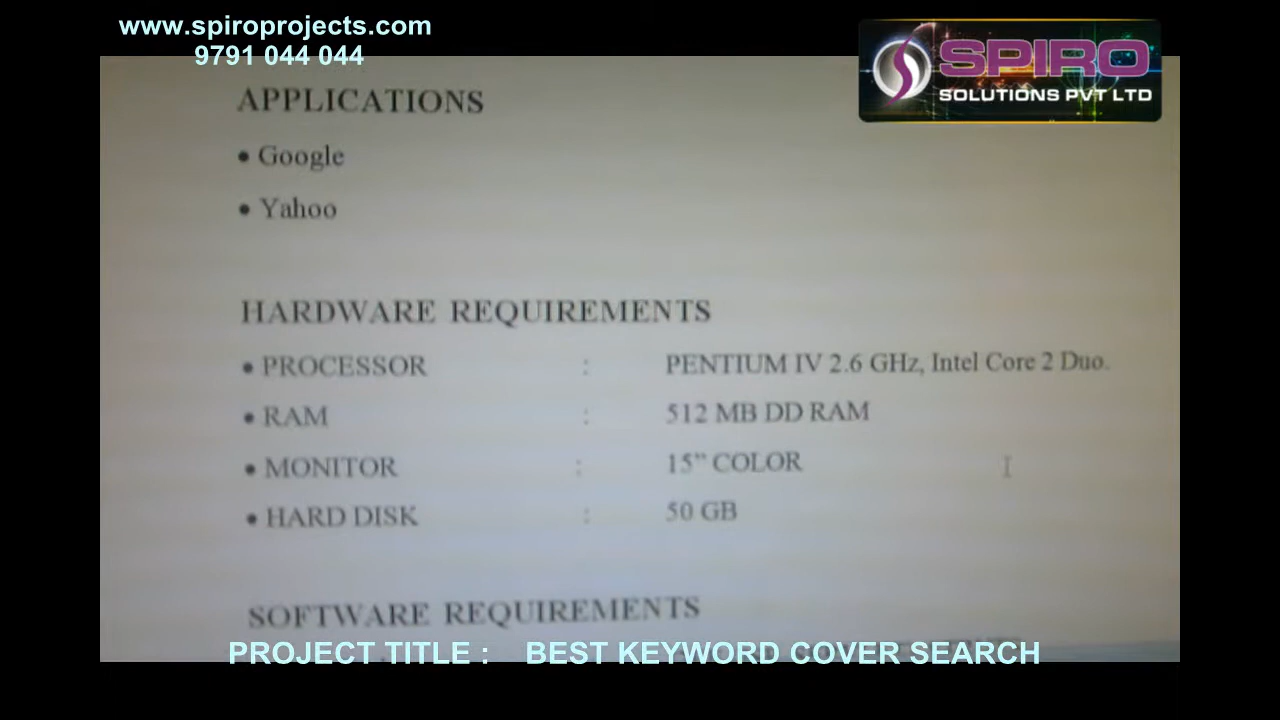 www.spiroprojects.com
9791 044 044
SPIRO
SOLUTIONS PVT LTD
APPLICATIONS
• Google
• Yahoo
HARDWARE REQUIREMENTS
• PROCESSOR : PENTIUM IV 2.6 GHz, Intel Core 2 Duo.
• RAM : 512 MB DD RAM
• MONITOR : 15” COLOR
• HARD DISK : 50 GB
SOFTWARE REQUIREMENTS
PROJECT TITLE : BEST KEYWORD COVER SEARCH